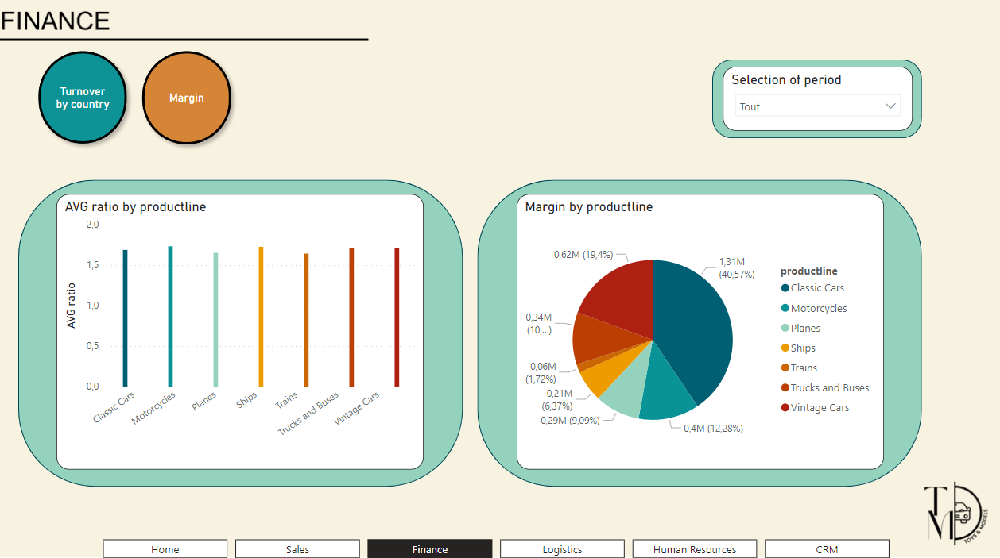 FINANCE
Turnover
by country
Margin
Selection of period
Tout
AVG ratio by productline
2,0
1,5
1,0
0,5
0,0
AVG ratio
Classic Cars
Motorcycles
Planes
Ships
Trains
Trucks and Buses
Vintage Cars
Margin by productline
0,62M (19,4%)
1,31M
(40,57%)
0,34M
(10,...)
0,06M
(1,72%)
0,21M
(6,37%)
0,29M (9,09%)
0,4M (12,28%)
productline
Classic Cars
Motorcycles
Planes
Ships
Trains
Trucks and Buses
Vintage Cars
T
M
D
TOYS & MODELS
Home
Sales
Finance
Logistics
Human Resources
CRM